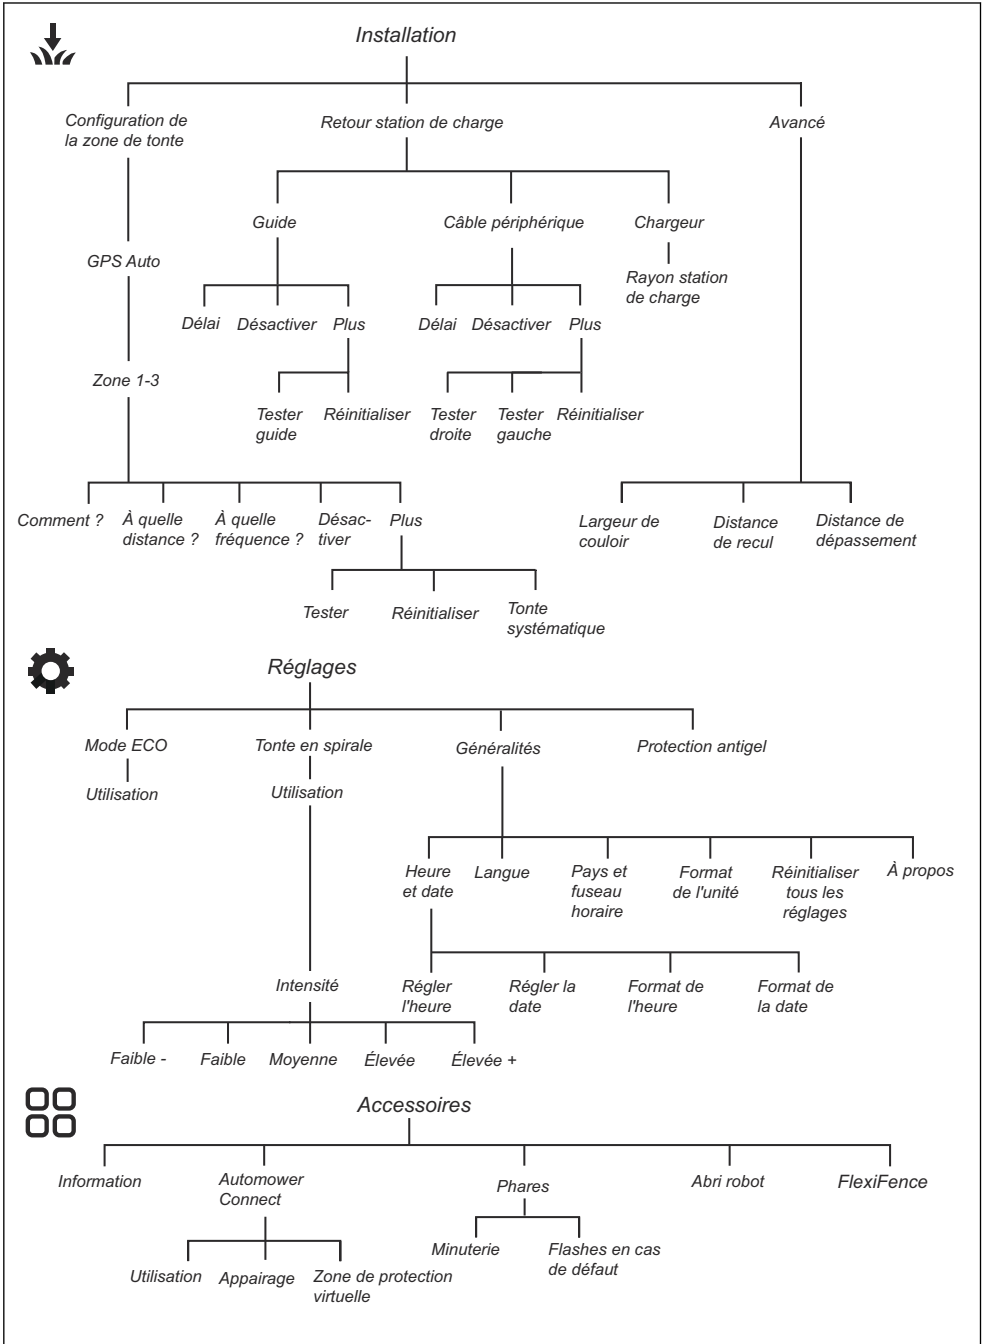 Installation
Configuration de
la zone de tonte
Retour station de charge
Avancé
Guide
Câble périphérique
Chargeur
GPS Auto
Rayon station
de charge
Délai
Désactiver
Plus
Délai
Désactiver
Plus
Zone 1-3
Tester
guide
Réinitialiser
Tester
droite
Tester
gauche
Réinitialiser
Comment ?
À quelle
distance ?
À quelle
fréquence ?
Désac-
tiver
Plus
Largeur de
couloir
Distance
de recul
Distance de
dépassement
Tester
Réinitialiser
Tonte
systématique
Réglages
Mode ECO
Tonte en spirale
Généralités
Protection antigel
Utilisation
Utilisation
Heure
et date
Langue
Pays et
fuseau
horaire
Format
de l'unité
Réinitialiser
tous les
réglages
À propos
Intensité
Régler
l'heure
Régler la
date
Format de
l'heure
Format de
la date
Faible -
Faible
Moyenne
Élevée
Élevée +
Accessoires
Information
Automower
Connect
Phares
Abri robot
FlexiFence
Minuterie
Flashes en cas
de défaut
Utilisation
Appairage
Zone de protection
virtuelle